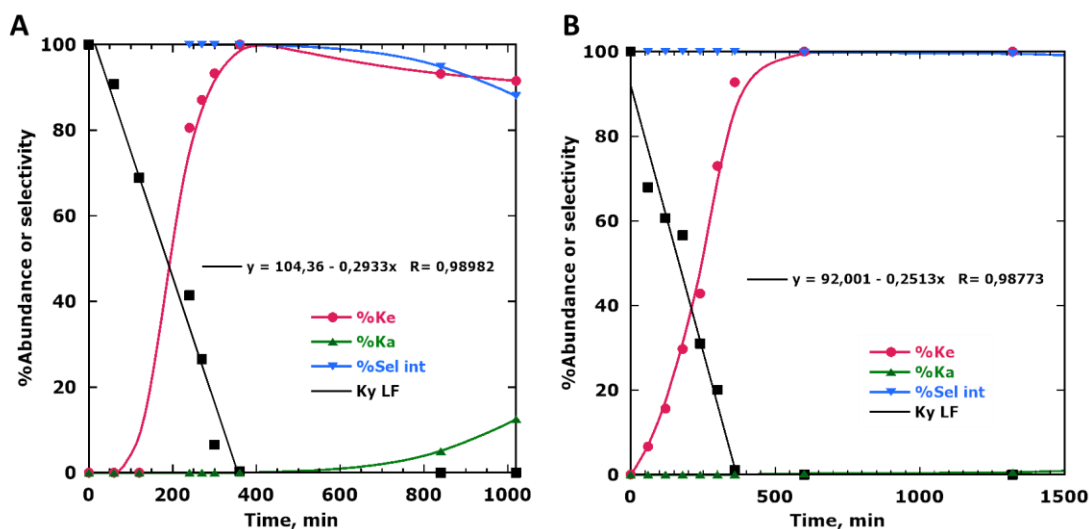 A
%Abundance or selectivity
100
80
60
40
20
0
y = 104,36 - 0,2933x R= 0,98982
%Ke
%Ka
%Sel int
Ky LF
0 200 400 600 800 1000
Time, min
B
%Abundance or selectivity
100
80
60
40
20
0
y = 92,001 - 0,2513x R= 0,98773
%Ke
%Ka
%Sel int
Ky LF
0 500 1000 1500
Time, min